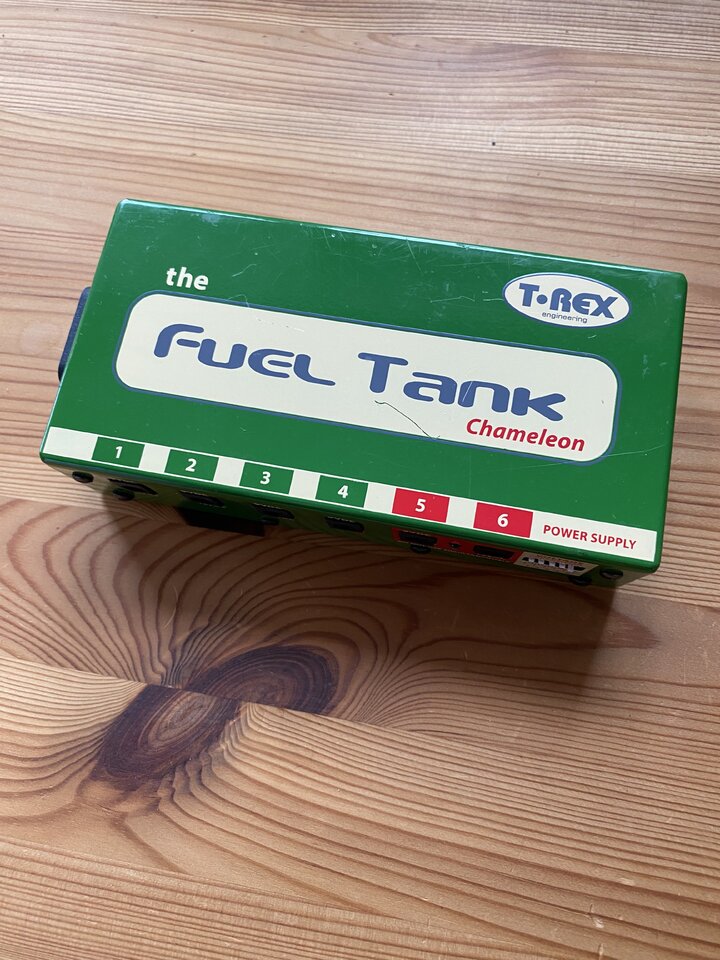 the
T•REX
engineering
Fuel Tank
Chameleon
1 2 3 4 5 6 POWER SUPPLY